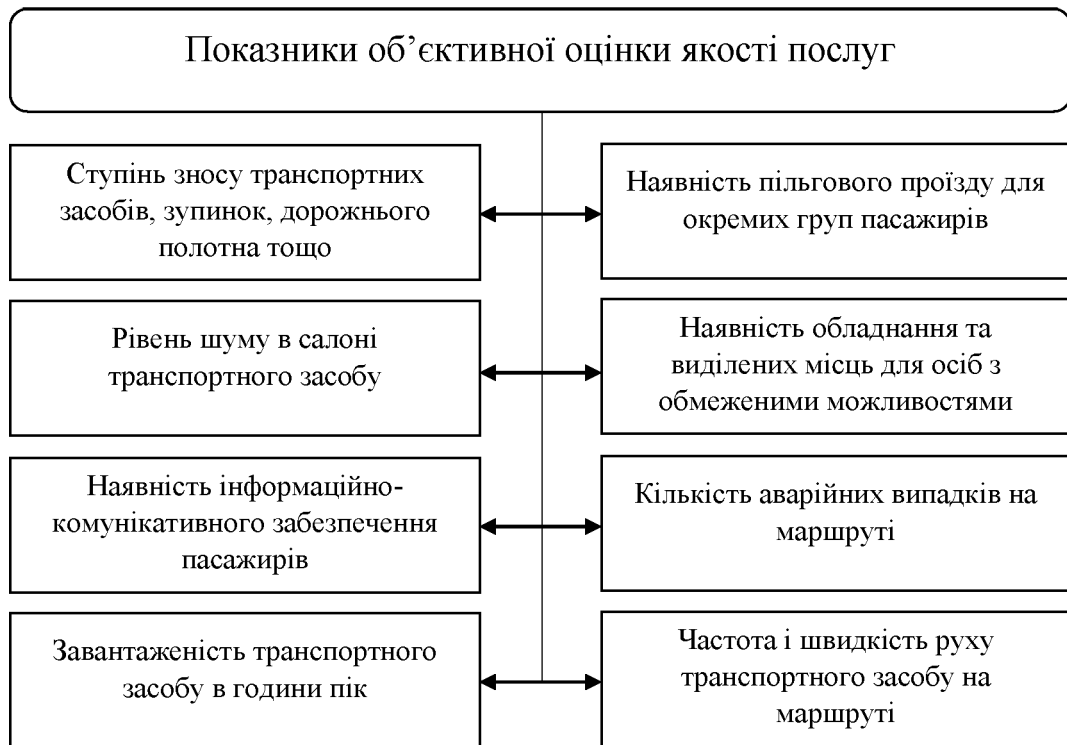 Показники об’єктивної оцінки якості послуг
Ступінь зносу транспортних
засобів, зупинок, дорожнього
полотна тощо
Наявність пільгового проїзду для
окремих груп пасажирів
Рівень шуму в салоні
транспортного засобу
Наявність обладнання та
виділених місць для осіб з
обмеженими можливостями
Наявність інформаційно-
комунікативного забезпечення
пасажирів
Кількість аварійних випадків на
маршруті
Завантаженість транспортного
засобу в години пік
Частота і швидкість руху
транспортного засобу на
маршруті